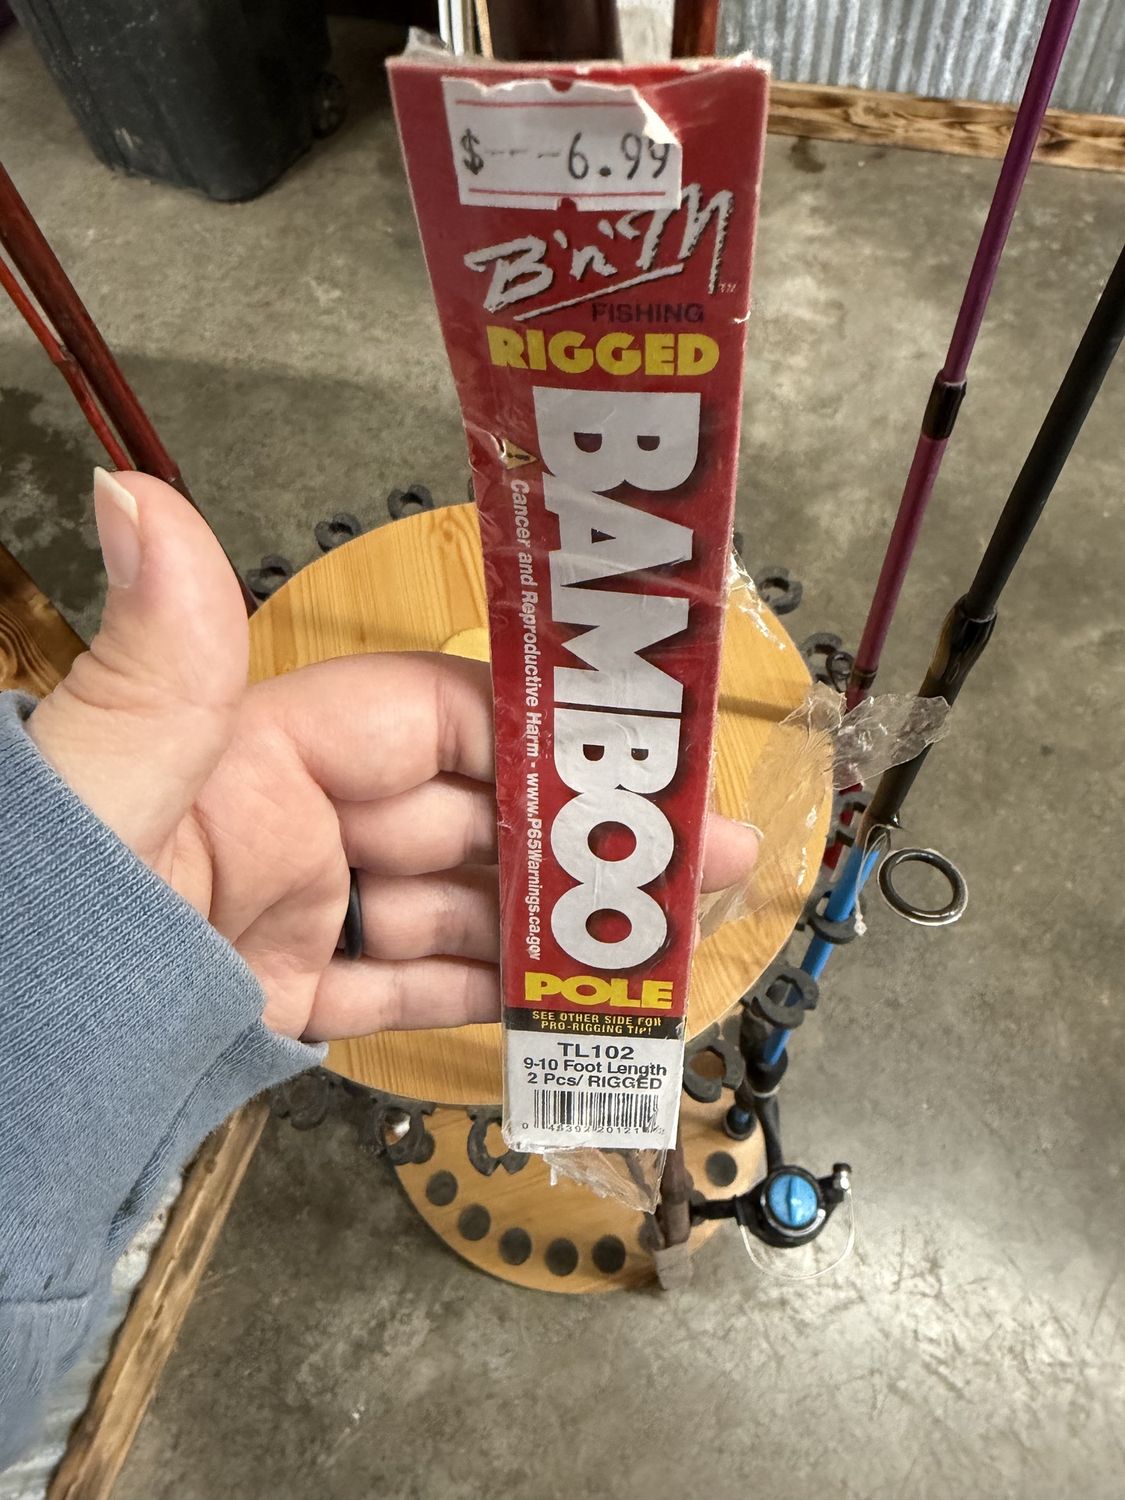 $---6.99
B'n'M™
FISHING
RIGGED
BAMBOO
Cancer and Reproductive Harm - www.P65Warnings.ca.gov
POLE
SEE OTHER SIDE FOR
PRO-RIGGING TIP!
TL102
9-10 Foot Length
2 Pcs/ RIGGED